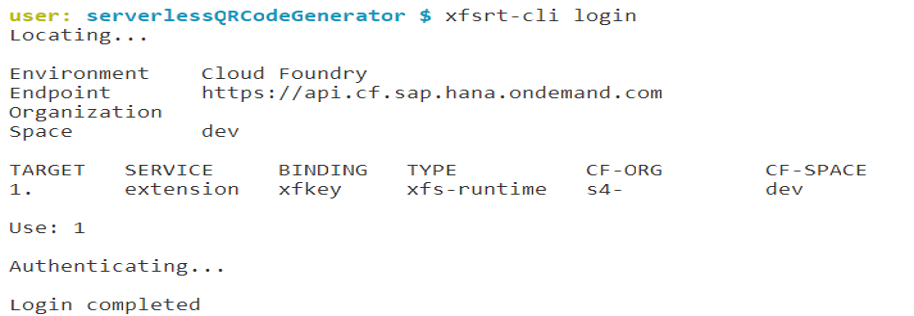 user: serverlessQRCodeGenerator $ xfsrt-cli login
Locating...
Environment Cloud Foundry
Endpoint https://api.cf.sap.hana.ondemand.com
Organization
Space dev
TARGET SERVICE BINDING TYPE CF-ORG CF-SPACE
1. extension xfkey xfs-runtime s4- dev
Use: 1
Authenticating...
Login completed